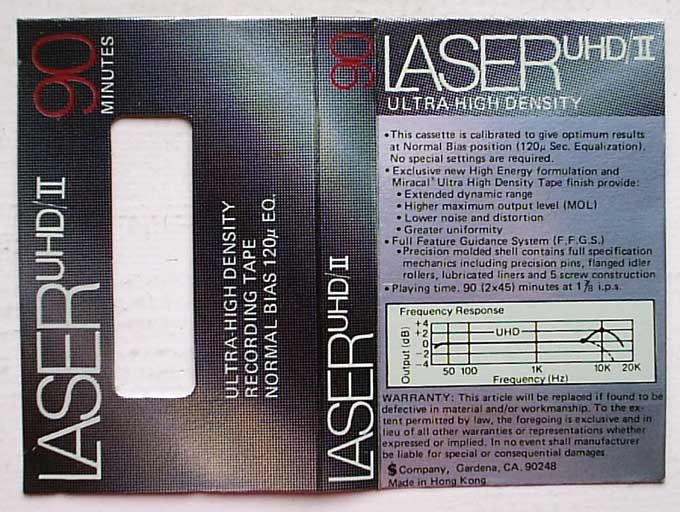 90
MINUTES
LASER UHD/II
ULTRA-HIGH DENSITY
RECORDING TAPE
NORMAL BIAS 120µ EQ.
90
LASER UHD/II
LASER UHD/II
ULTRA-HIGH DENSITY
•This cassette is calibrated to give optimum results
at Normal Bias position (120µ Sec. Equalization).
No special settings are required.
•Exclusive new High Energy formulation and
Miracal* Ultra High Density Tape finish provide:
•Extended dynamic range
•Higher maximum output level (MOL)
•Lower noise and distortion
•Greater uniformity
•Full Feature Guidance System (F.F.G.S.)
•Precision molded shell contains full specification
mechanics including precision pins, flanged idler
rollers, lubricated liners and 5 screw construction
•Playing time. 90 (2x45) minutes at 1 7/8 i.p.s.
Frequency Response
Output (dB)
+4
+2
0
-2
-4
UHD
50 100 1K 10K 20K
Frequency (Hz)
WARRANTY: This article will be replaced if found to be
defective in material and/or workmanship. To the ex-
tent permitted by law, the foregoing is exclusive and in
lieu of all other warranties or representations whether
expressed or implied. In no event shall manufacturer
be liable for special or consequential damages
$ Company, Gardena, CA. 90248
Made in Hong Kong